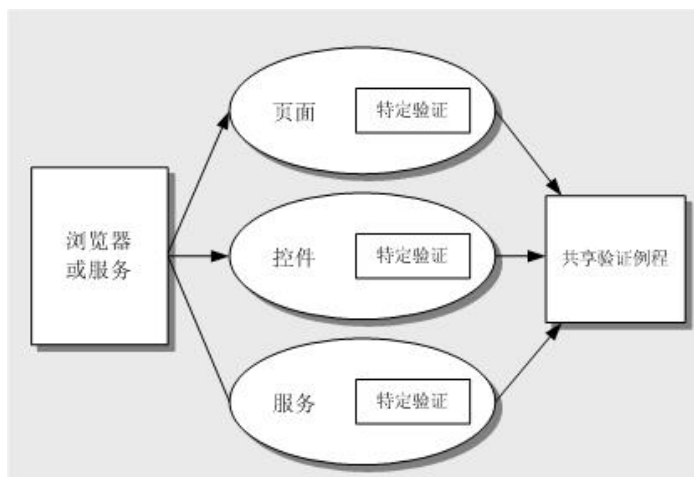 浏览器
或服务
页面
特定验证
控件
特定验证
服务
特定验证
共享验证例程